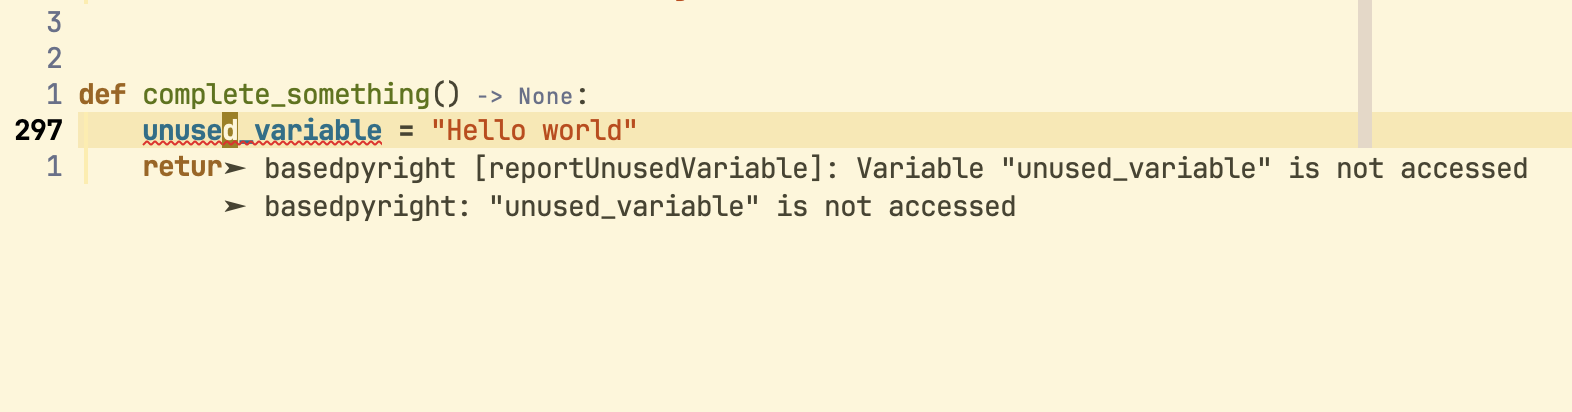 3
2
1 def complete_something() -> None:
297 unused_variable = "Hello world"
1 retur➤ basedpyright [reportUnusedVariable]: Variable "unused_variable" is not accessed
➤ basedpyright: "unused_variable" is not accessed